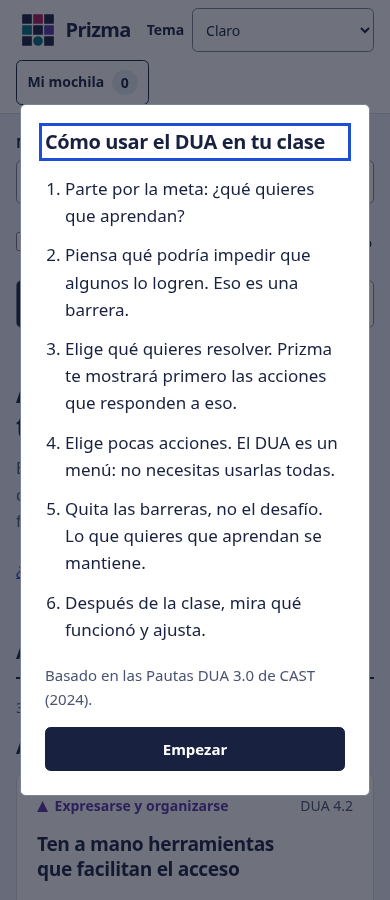 Prizma
Tema
Claro
Mi mochila 0
Cómo usar el DUA en tu clase
1. Parte por la meta: ¿qué quieres
que aprendan?
2. Piensa qué podría impedir que
algunos lo logren. Eso es una
barrera.
3. Elige qué quieres resolver. Prizma
te mostrará primero las acciones
que responden a eso.
4. Elige pocas acciones. El DUA es un
menú: no necesitas usarlas todas.
5. Quita las barreras, no el desafío.
Lo que quieres que aprendan se
mantiene.
6. Después de la clase, mira qué
funcionó y ajusta.
Basado en las Pautas DUA 3.0 de CAST
(2024).
Empezar
Expresarse y organizarse DUA 4.2
Ten a mano herramientas
que facilitan el acceso